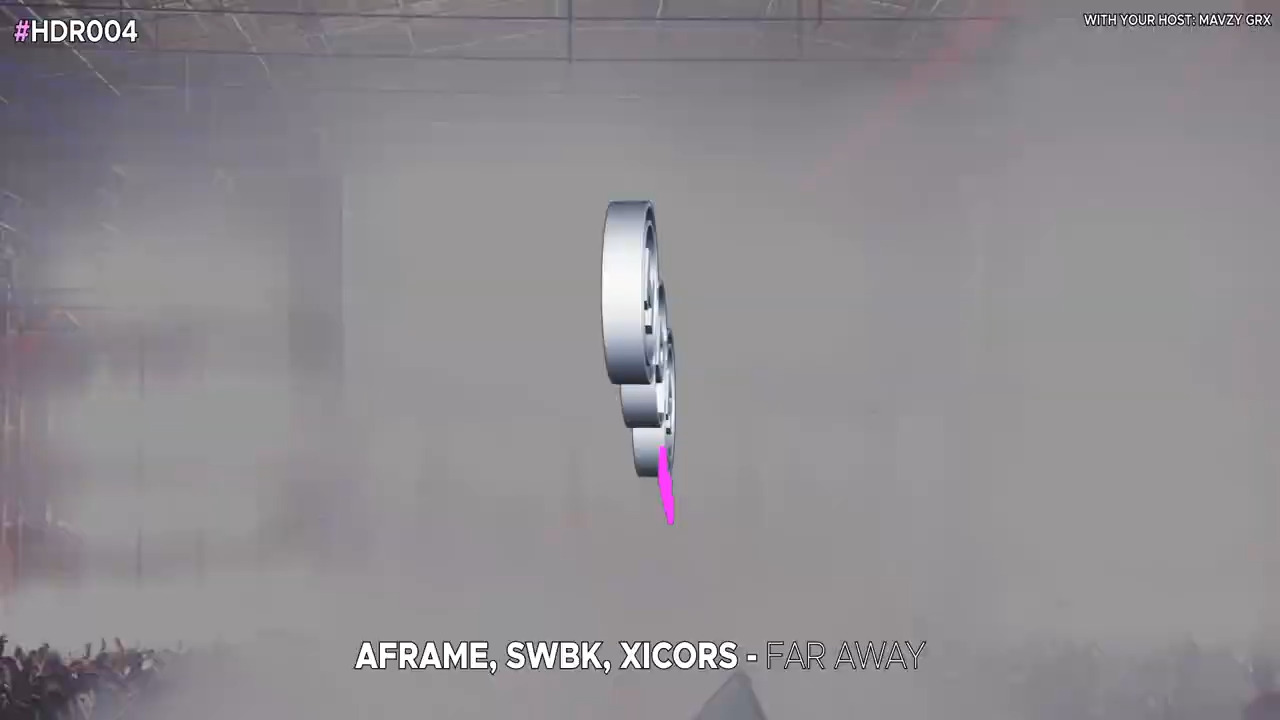 #HDR004
WITH YOUR HOST: MAVZY GRX
AFRAME, SWBK, XICORS - FAR AWAY